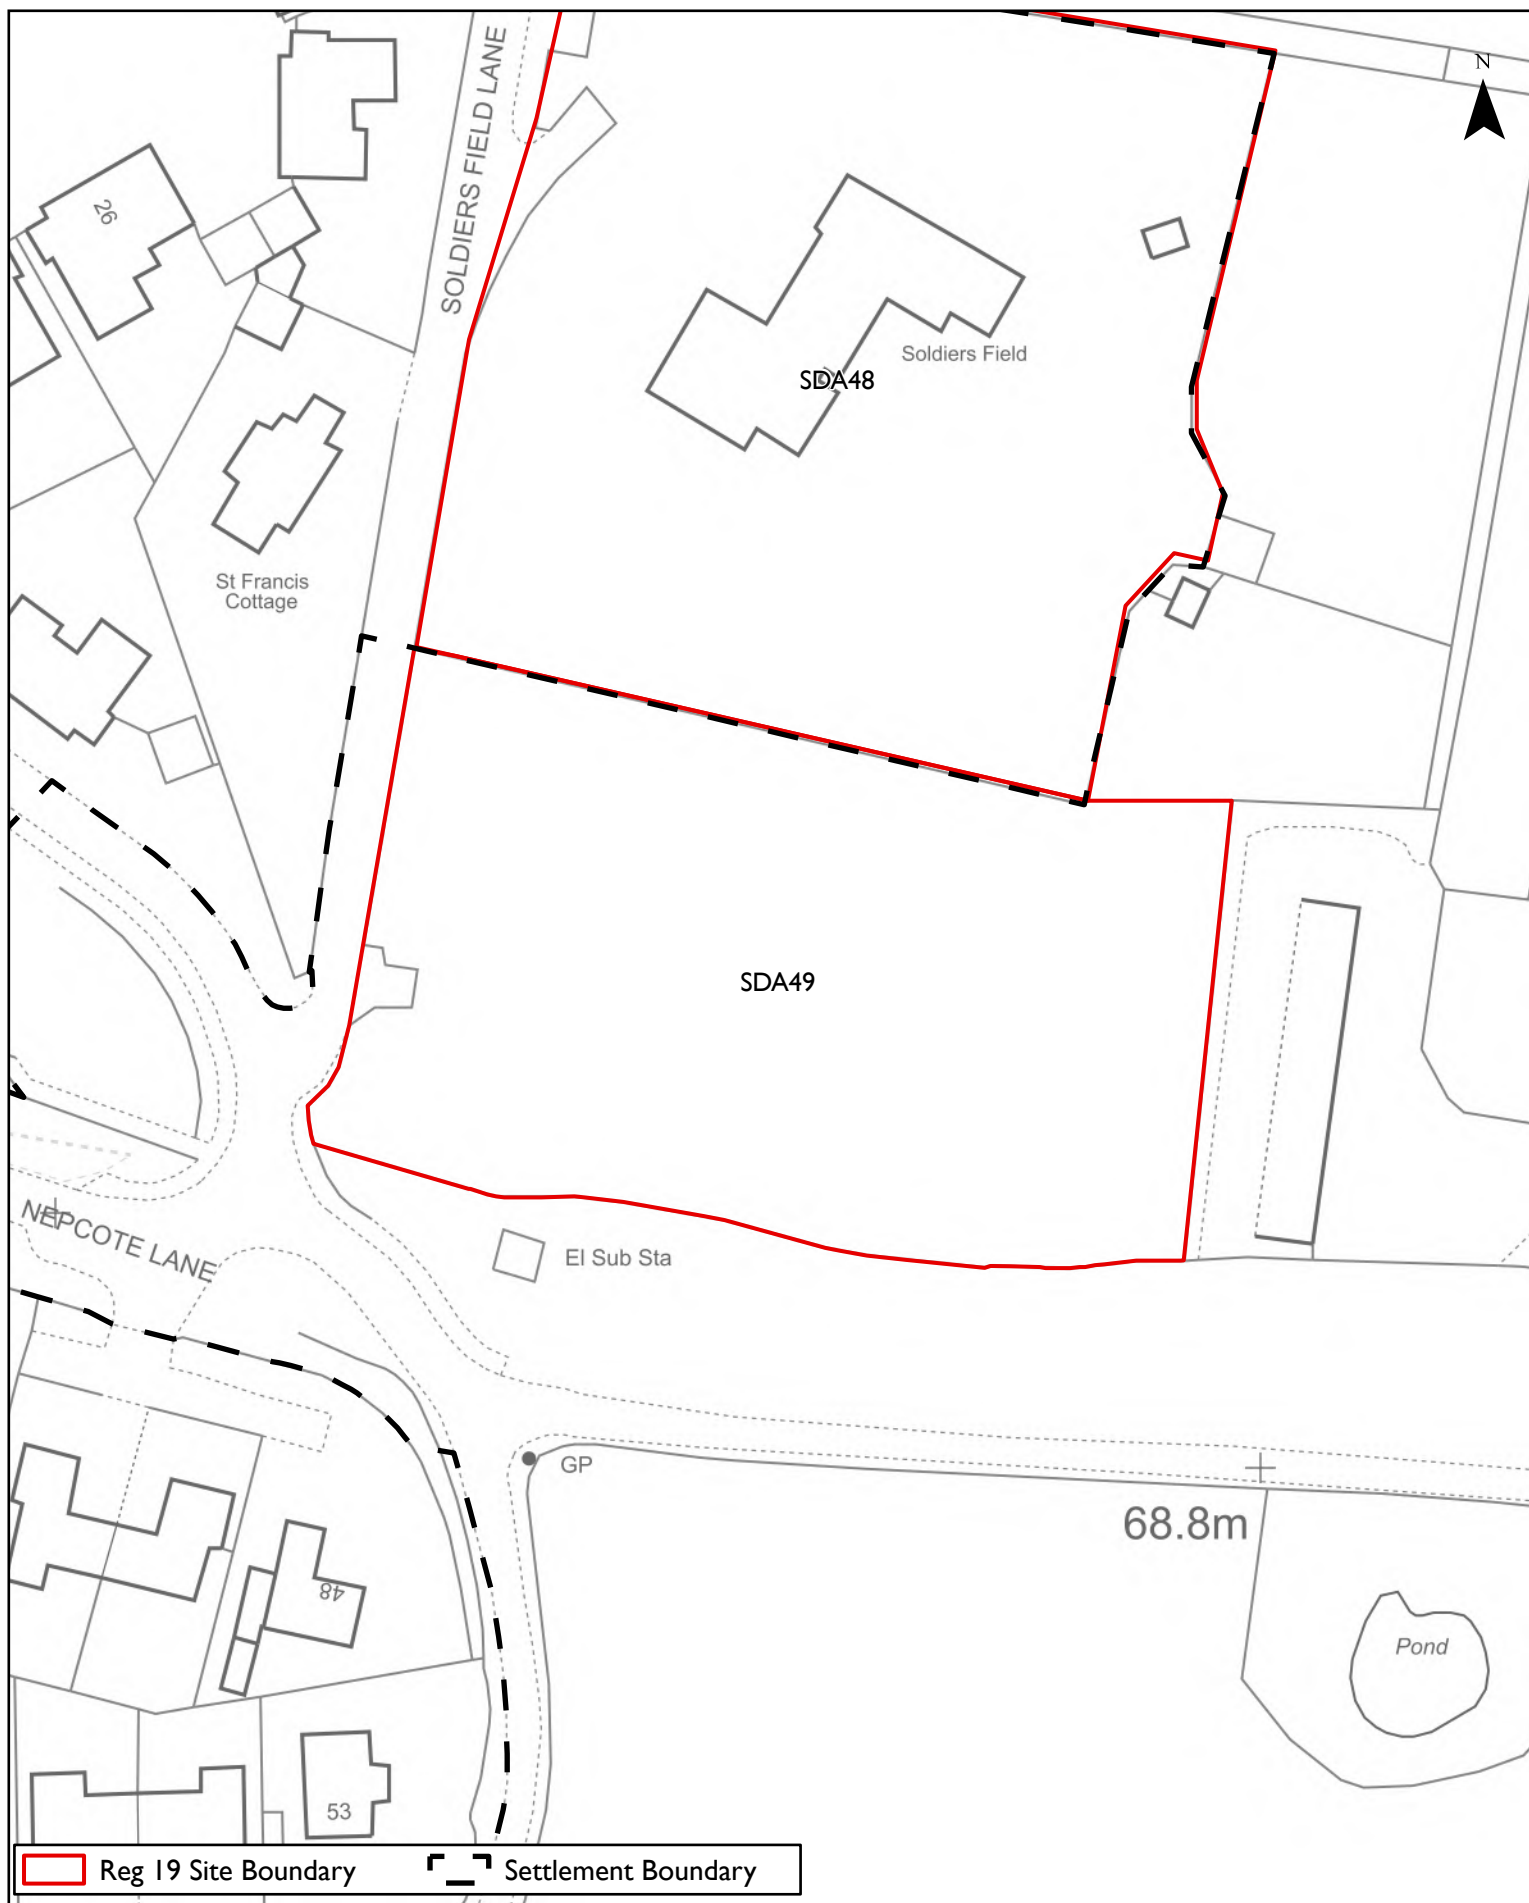 N
SOLDIERS FIELD LANE
26
Soldiers Field
SDA48
St Francis
Cottage
SDA49
NEPCOTE LANE
El Sub Sta
GP
68.8m
48
Pond
53
Reg 19 Site Boundary
Settlement Boundary